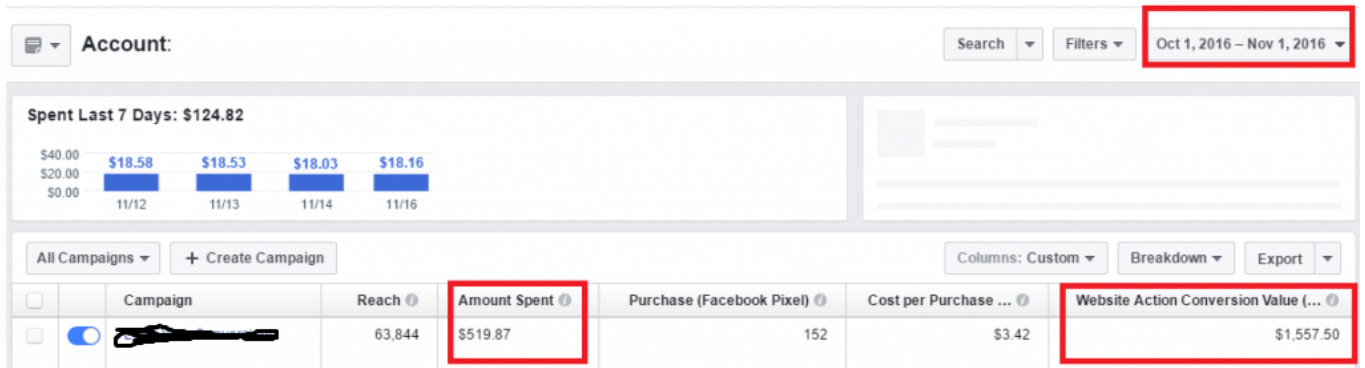 Account:
Search
Filters
Oct 1, 2016 – Nov 1, 2016
Spent Last 7 Days: $124.82
$40.00
$20.00
$0.00
$18.58 $18.53 $18.03 $18.16
11/12 11/13 11/14 11/16
All Campaigns
+ Create Campaign
Columns: Custom
Breakdown
Export
Campaign Reach Amount Spent Purchase (Facebook Pixel) Cost per Purchase ... Website Action Conversion Value (...
63,844 $519.87 152 $3.42 $1,557.50